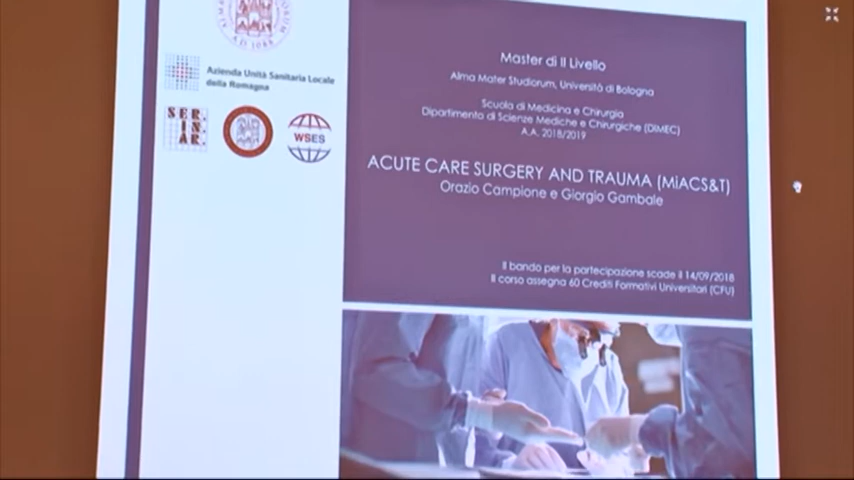 A.D. 1088
Azienda Unità Sanitaria Locale
della Romagna
SER.
IN.
AR.
WSES
Master di II Livello
Alma Mater Studiorum, Università di Bologna
Scuola di Medicina e Chirurgia
Dipartimento di Scienze Mediche e Chirurgiche (DIMEC)
A.A. 2018/2019
ACUTE CARE SURGERY AND TRAUMA (MiACS&T)
Orazio Campione e Giorgio Gambale
Il bando per la partecipazione scade il 14/09/2018
Il corso assegna 60 Crediti Formativi Universitari (CFU)